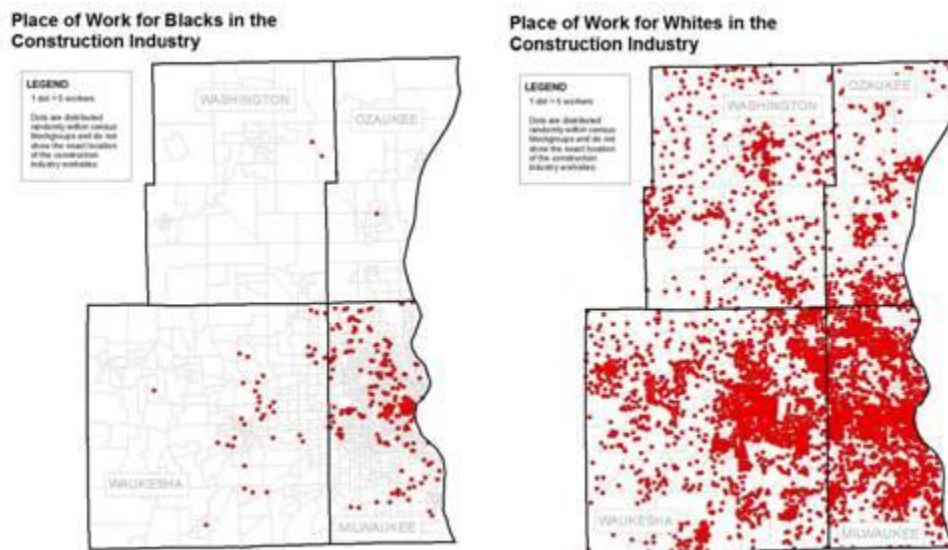 Place of Work for Blacks in the
Construction Industry
LEGEND
1 dot = 5 workers
Dots are distributed
randomly within census
blockgroups and do not
show the exact location
of the construction
industry worksites
WASHINGTON
OZAUKEE
WAUKESHA
MILWAUKEE
Place of Work for Whites in the
Construction Industry
LEGEND
1 dot = 5 workers
Dots are distributed
randomly within census
blockgroups and do not
show the exact location
of the construction
industry worksites
WASHINGTON
OZAUKEE
WAUKESHA
MILWAUKEE